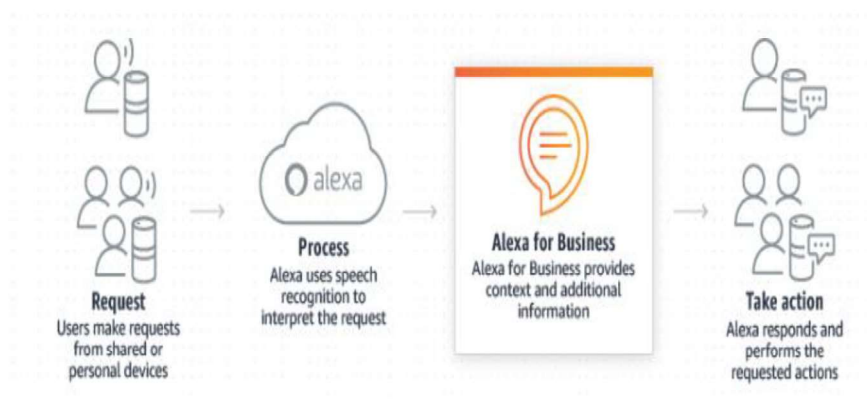 Request
Users make requests
from shared or
personal devices
alexa
Process
Alexa uses speech
recognition to
interpret the request
Alexa for Business
Alexa for Business provides
context and additional
information
Take action
Alexa responds and
performs the
requested actions